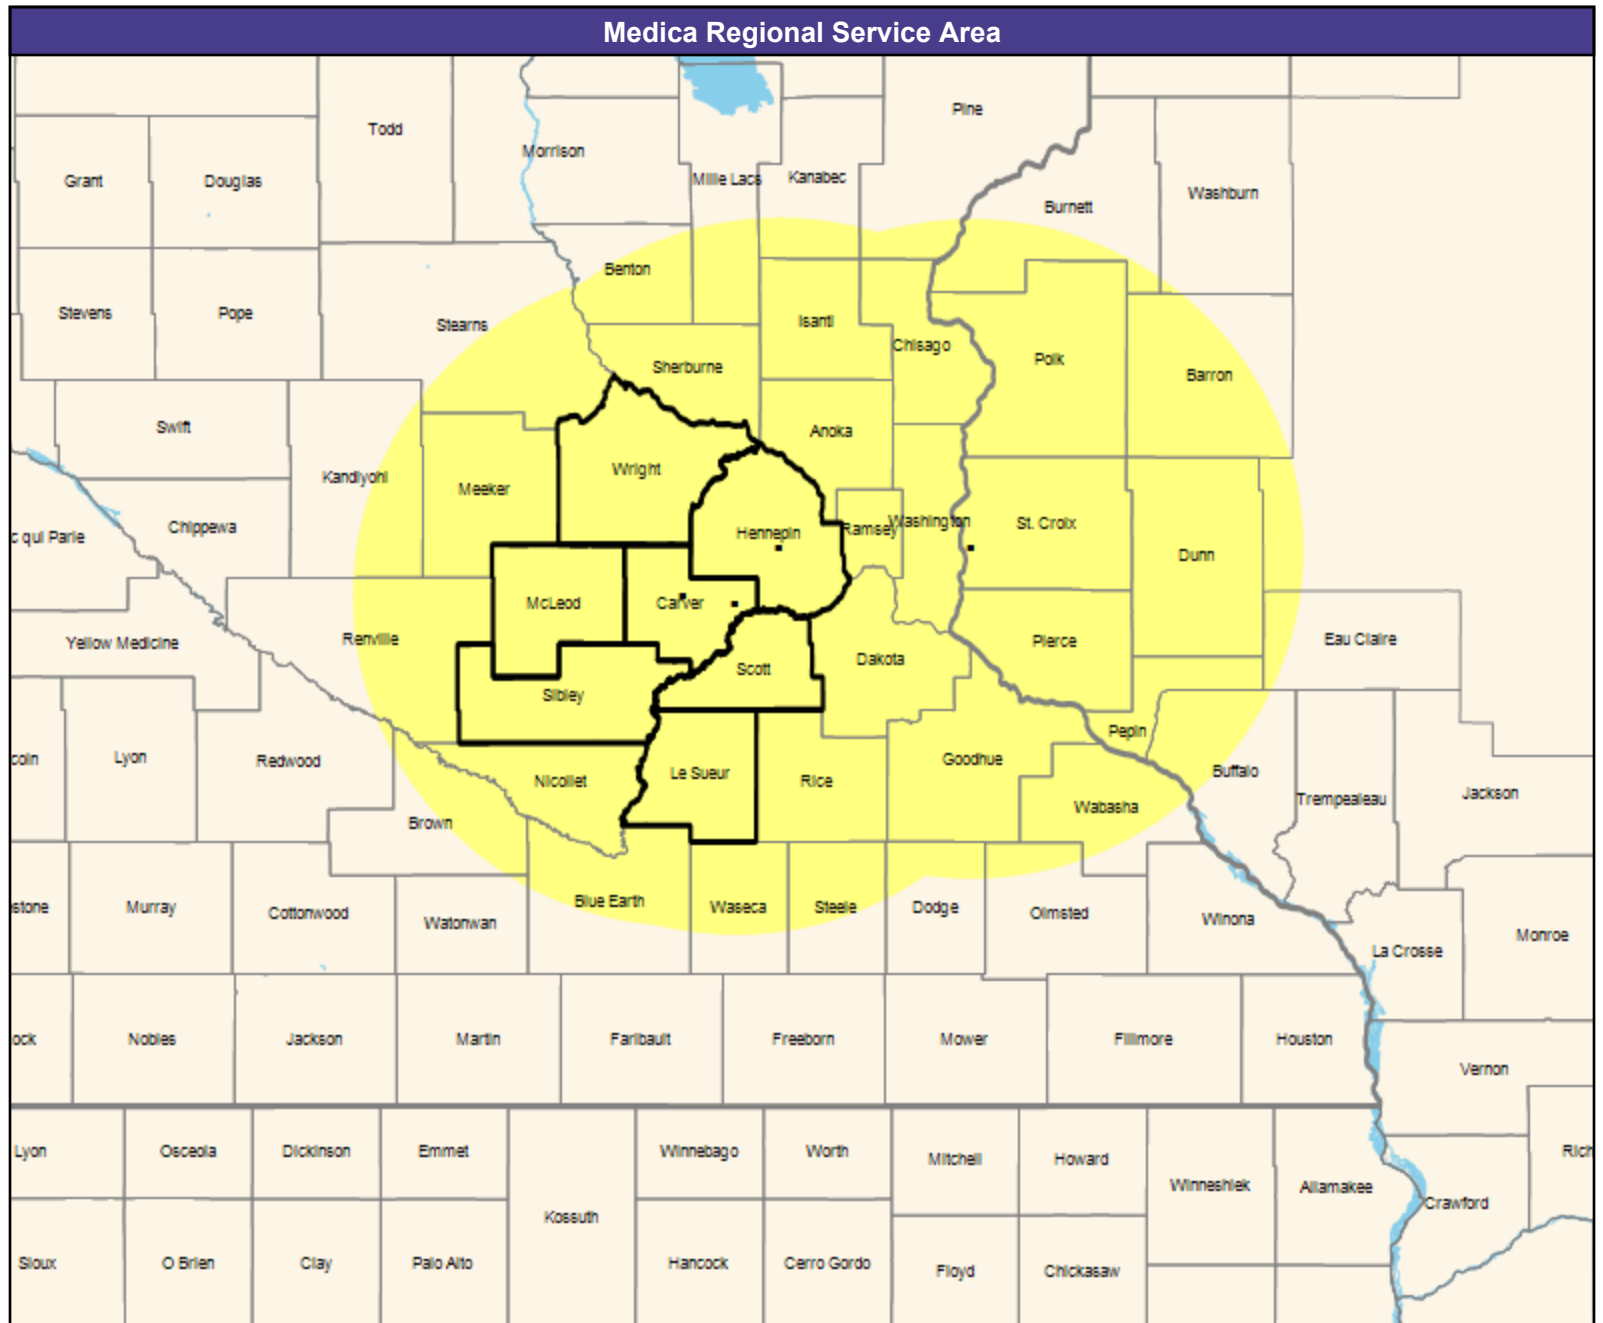 Medica Regional Service Area
Pine
Todd
Morrison
Grant
Douglas
Mille Lacs
Kanabec
Washburn
Burnett
Benton
Stevens
Pope
Stearns
Isanti
Chisago
Polk
Sherburne
Barron
Swift
Anoka
Wright
Kandiyohi
Meeker
Chippewa
Hennepin
Ramsey
Washington
St. Croix
c qui Parle
Dunn
McLeod
Carver
Yellow Medicine
Renville
Pierce
Eau Claire
Scott
Dakota
Sibley
Pepin
coln
Lyon
Redwood
Nicollet
Le Sueur
Rice
Goodhue
Buffalo
Trempealeau
Jackson
Wabasha
Brown
stone
Murray
Cottonwood
Watonwan
Blue Earth
Waseca
Steele
Dodge
Olmsted
Winona
Monroe
La Crosse
ock
Nobles
Jackson
Martin
Faribault
Freeborn
Mower
Fillmore
Houston
Vernon
Lyon
Osceola
Dickinson
Emmet
Winnebago
Worth
Mitchell
Howard
Rich
Winneshiek
Allamakee
Crawford
Kossuth
Sioux
O Brien
Clay
Palo Alto
Hancock
Cerro Gordo
Floyd
Chickasaw